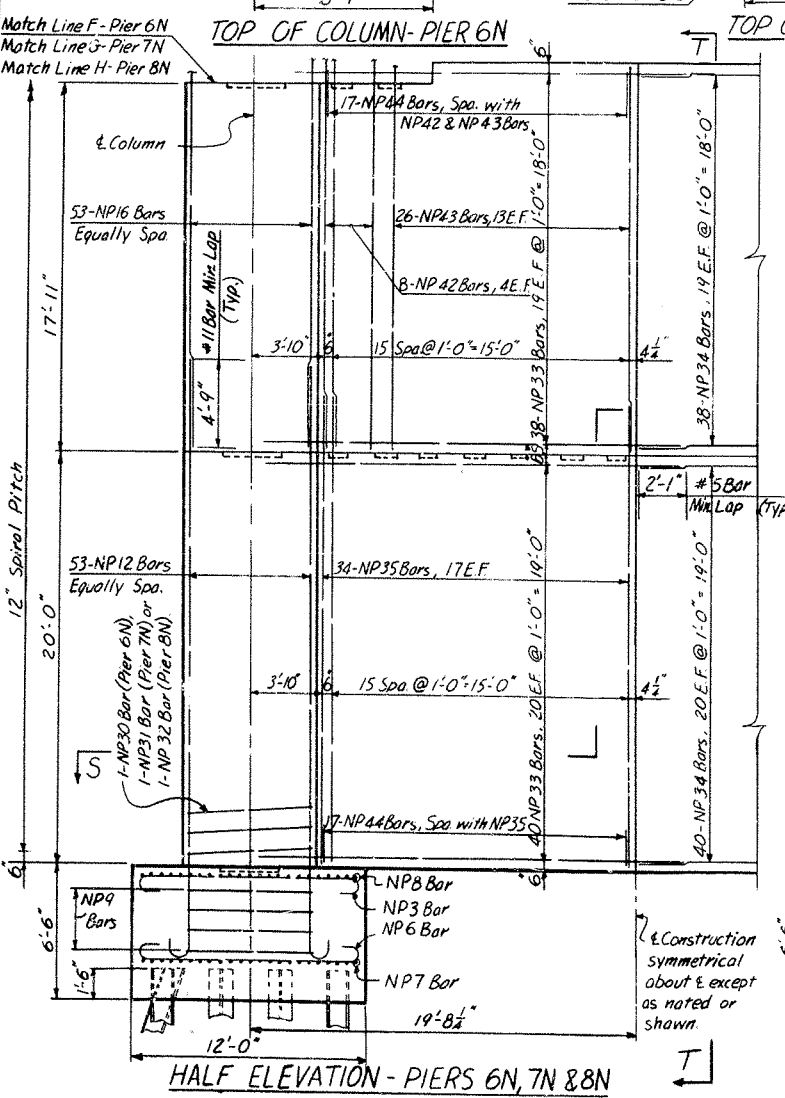 TOP OF COLUMN-PIER 6N
TOP
Match Line F-Pier 6N
Match Line G-Pier 7N
Match Line H-Pier 8N
6"
T
17-NP44 Bars, Spa. with
NP42 & NP43 Bars
℄ Column
53-NP16 Bars
Equally Spa.
26-NP43 Bars, 13 E.F.
8-NP42 Bars, 4 E.F.
#11 Bar Min. Lap
(Typ.)
17'-11"
38-NP33 Bars, 19 E.F. @ 1'-0" = 18'-0"
38-NP34 Bars, 19 E.F. @ 1'-0" = 18'-0"
3'-10"
6"
15 Spa. @ 1'-0" = 15'-0"
4 1/4"
4'-9"
2'-1"
#5 Bar
Min. Lap
(Typ
12" Spiral Pitch
53-NP12 Bars
Equally Spa.
34-NP35 Bars, 17 E.F.
20'-0"
40 NP33 Bars, 20 E.F. @ 1'-0" = 19'-0"
40-NP34 Bars, 20 E.F. @ 1'-0" = 19'-0"
1-NP30 Bar (Pier 6N),
1-NP31 Bar (Pier 7N) or
1-NP32 Bar (Pier 8N).
3'-10"
6"
15 Spa. @ 1'-0" = 15'-0"
4 1/4"
S
17-NP44 Bars, Spa. with NP35
6"
6"
NP9
Bars
NP8 Bar
NP3 Bar
NP6 Bar
NP7 Bar
6'-6"
1'-6"
℄ Construction
symmetrical
about ℄ except
as noted or
shown.
19'-8 1/4"
12'-0"
T
HALF ELEVATION - PIERS 6N, 7N & 8N